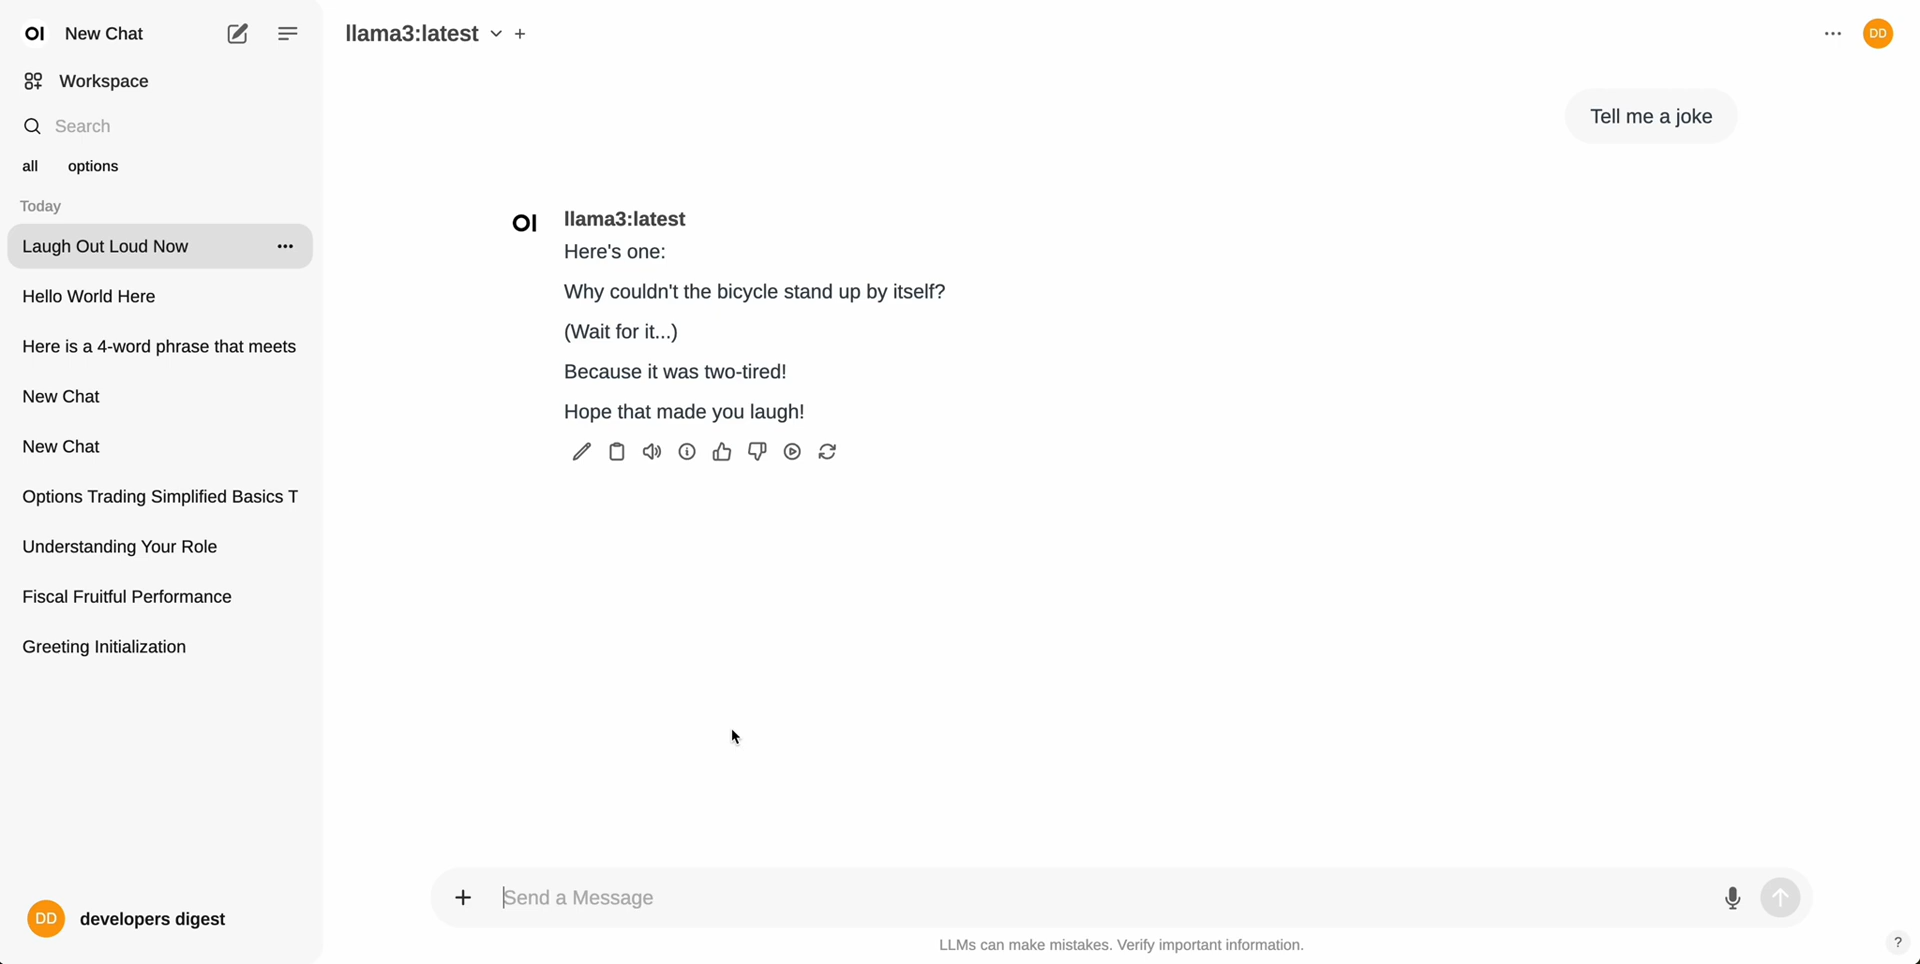 OI New Chat
Workspace
Search
all options
Today
Laugh Out Loud Now
Hello World Here
Here is a 4-word phrase that meets
New Chat
New Chat
Options Trading Simplified Basics T
Understanding Your Role
Fiscal Fruitful Performance
Greeting Initialization
DD developers digest
llama3:latest
DD
Tell me a joke
OI llama3:latest
Here's one:
Why couldn't the bicycle stand up by itself?
(Wait for it...)
Because it was two-tired!
Hope that made you laugh!
Send a Message
LLMs can make mistakes. Verify important information.
?